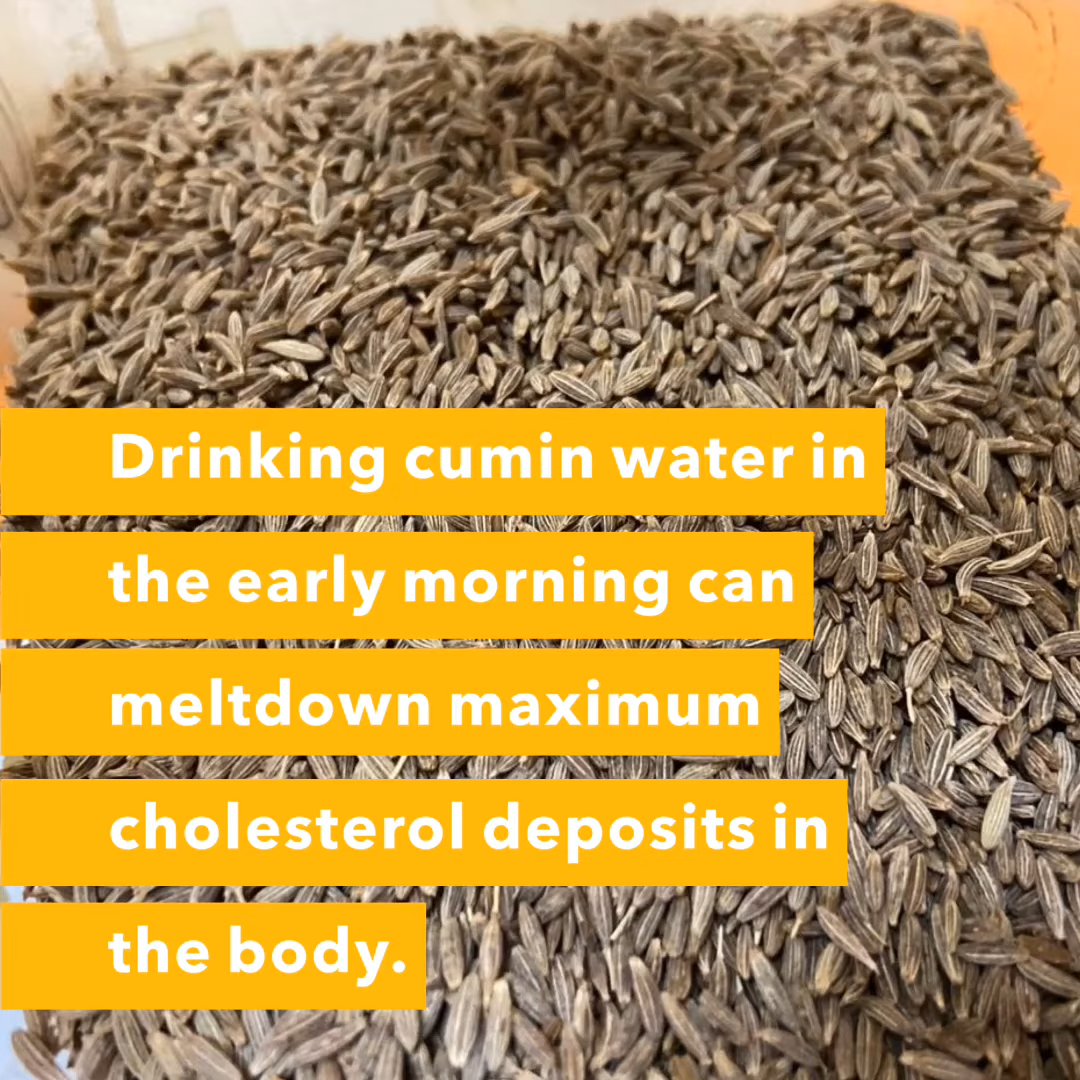 Drinking cumin water in
the early morning can
meltdown maximum
cholesterol deposits in
the body.